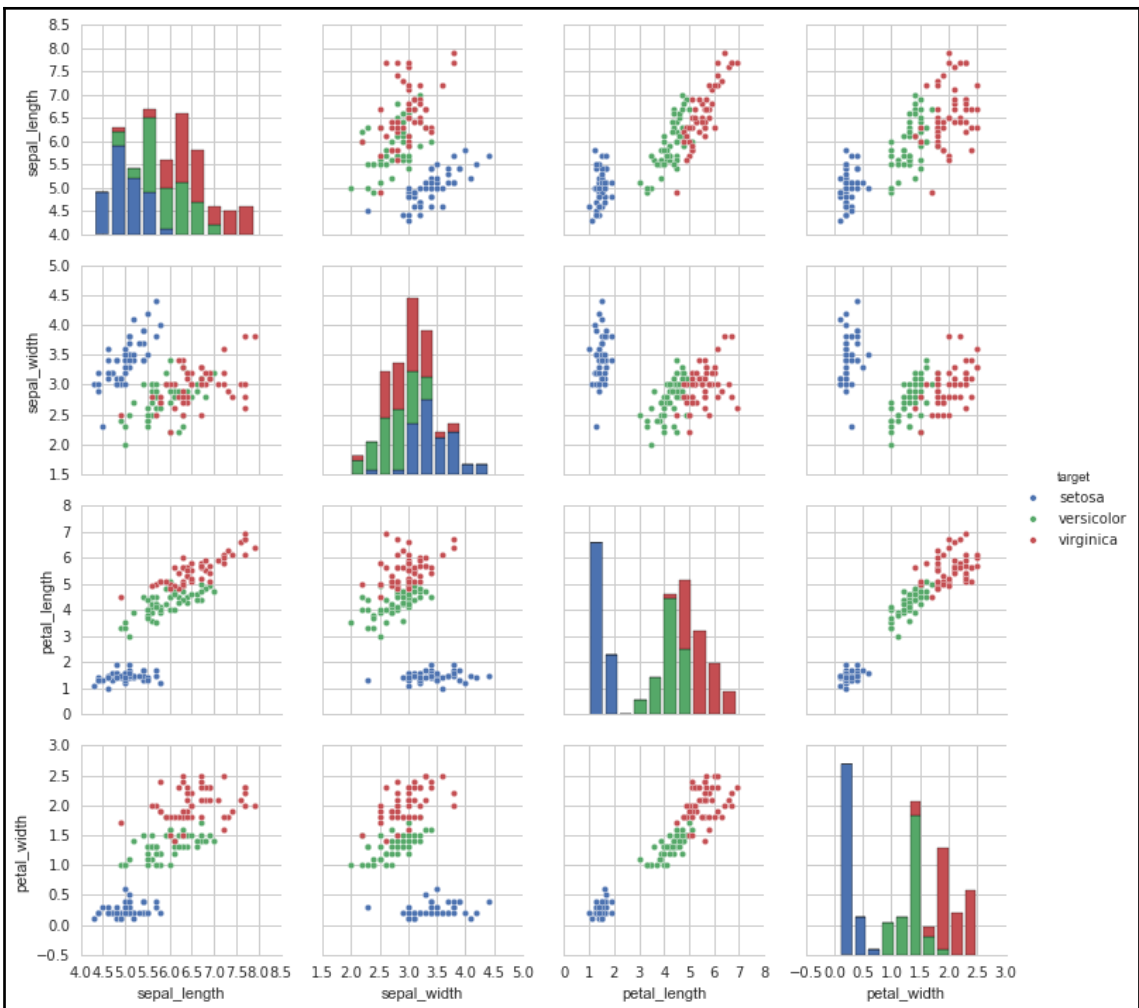 8.5
8.0
7.5
7.0
6.5
6.0
5.5
5.0
4.5
4.0
sepal_length
5.0
4.5
4.0
3.5
3.0
2.5
2.0
1.5
sepal_width
target
setosa
versicolor
virginica
8
7
6
5
4
3
2
1
0
petal_length
3.0
2.5
2.0
1.5
1.0
0.5
0.0
−0.5
petal_width
4.0 4.5 5.0 5.5 6.0 6.5 7.0 7.5 8.0 8.5
1.5 2.0 2.5 3.0 3.5 4.0 4.5 5.0
0 1 2 3 4 5 6 7 8
−0.5 0.0 0.5 1.0 1.5 2.0 2.5 3.0
sepal_length
sepal_width
petal_length
petal_width